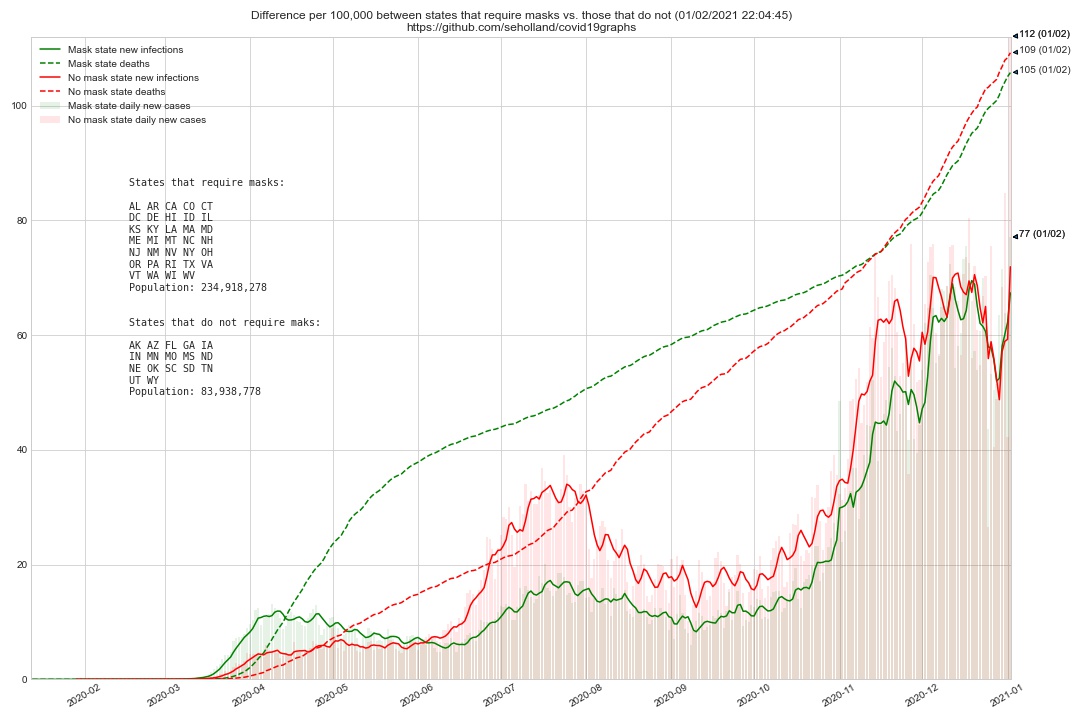 Difference per 100,000 between states that require masks vs. those that do not (01/02/2021 22:04:45)
https://github.com/seholland/covid19graphs
Mask state new infections
Mask state deaths
No mask state new infections
No mask state deaths
Mask state daily new cases
No mask state daily new cases
States that require masks:
AL AR CA CO CT
DC DE HI ID IL
KS KY LA MA MD
ME MI MT NC NH
NJ NM NV NY OH
OR PA RI TX VA
VT WA WI WV
Population: 234,918,278
States that do not require maks:
AK AZ FL GA IA
IN MN MO MS ND
NE OK SC SD TN
UT WY
Population: 83,938,778
112 (01/02)
109 (01/02)
105 (01/02)
77 (01/02)
100
80
60
40
20
0
2020-02
2020-03
2020-04
2020-05
2020-06
2020-07
2020-08
2020-09
2020-10
2020-11
2020-12
2021-01